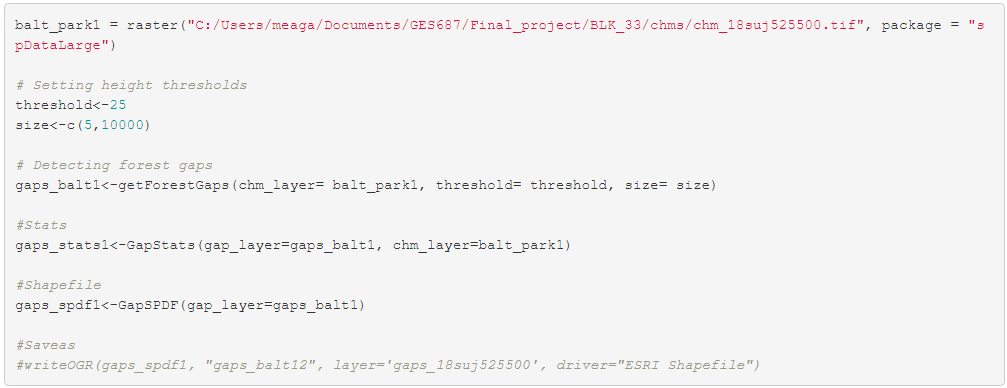 balt_park1 = raster("C:/Users/meaga/Documents/GES687/Final_project/BLK_33/chms/chm_18suj525500.tif", package = "s
pDataLarge")
# Setting height thresholds
threshold<-25
size<-c(5,10000)
# Detecting forest gaps
gaps_balt1<-getForestGaps(chm_layer= balt_park1, threshold= threshold, size= size)
#Stats
gaps_stats1<-GapStats(gap_layer=gaps_balt1, chm_layer=balt_park1)
#Shapefile
gaps_spdf1<-GapSPDF(gap_layer=gaps_balt1)
#Saveas
#writeOGR(gaps_spdf1, "gaps_balt12", layer='gaps_18suj525500', driver="ESRI Shapefile")